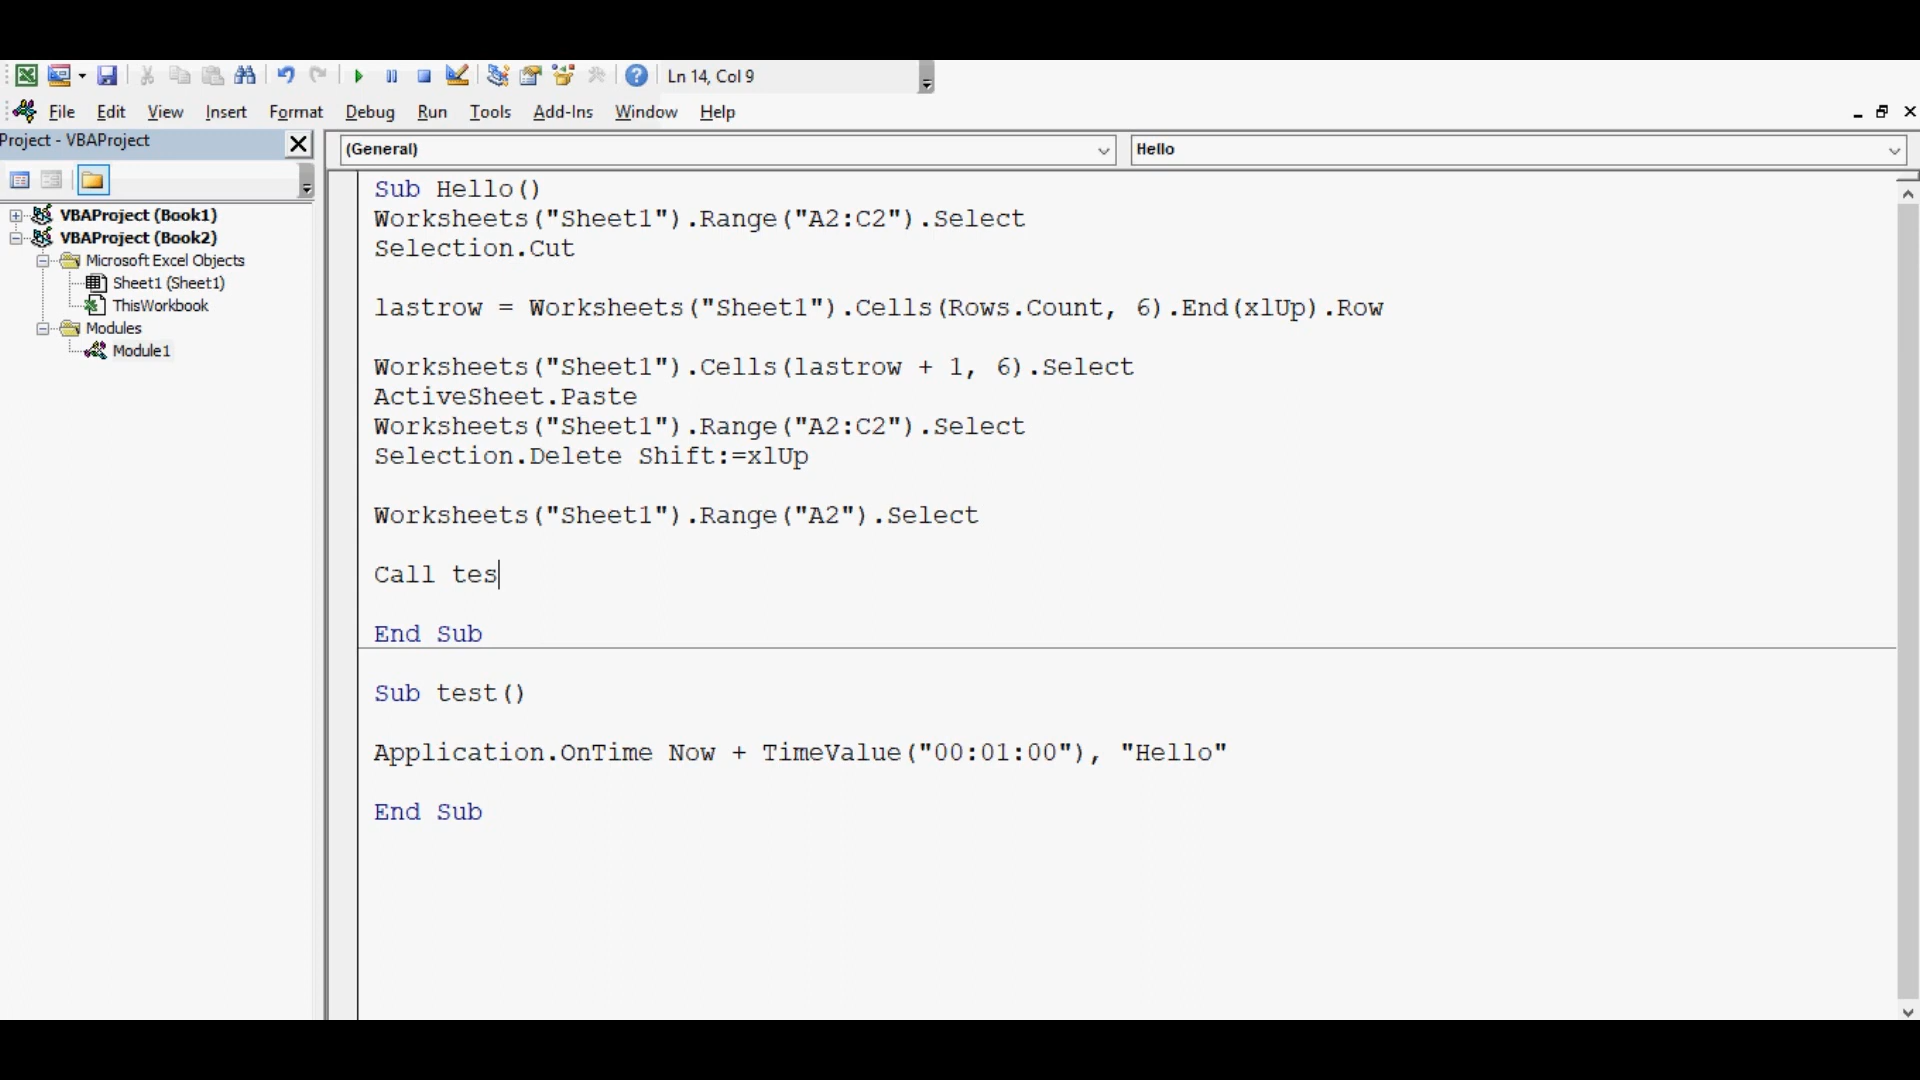 Ln 14, Col 9
File Edit View Insert Format Debug Run Tools Add-Ins Window Help
Project - VBAProject
(General)
Hello
VBAProject (Book1)
VBAProject (Book2)
Microsoft Excel Objects
Sheet1 (Sheet1)
ThisWorkbook
Modules
Module1
Sub Hello()
Worksheets("Sheet1").Range("A2:C2").Select
Selection.Cut
lastrow = Worksheets("Sheet1").Cells(Rows.Count, 6).End(xlUp).Row
Worksheets("Sheet1").Cells(lastrow + 1, 6).Select
ActiveSheet.Paste
Worksheets("Sheet1").Range("A2:C2").Select
Selection.Delete Shift:=xlUp
Worksheets("Sheet1").Range("A2").Select
Call tes
End Sub
Sub test()
Application.OnTime Now + TimeValue("00:01:00"), "Hello"
End Sub